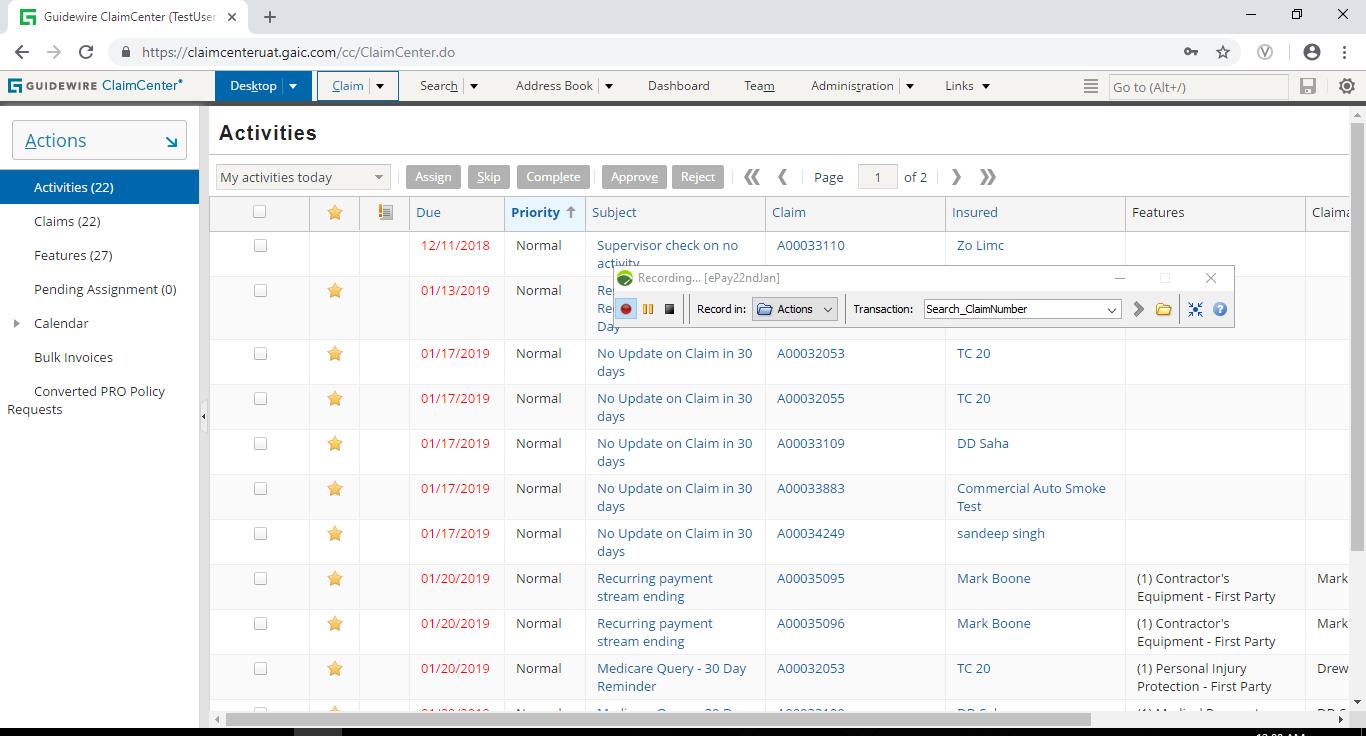 Guidewire ClaimCenter (TestUser
https://claimcenteruat.gaic.com/cc/ClaimCenter.do
GUIDEWIRE ClaimCenter
Desktop Claim Search Address Book Dashboard Team Administration Links Go to (Alt+/)
Actions
Activities (22)
Claims (22)
Features (27)
Pending Assignment (0)
Calendar
Bulk Invoices
Converted PRO Policy
Requests
Activities
My activities today Assign Skip Complete Approve Reject Page 1 of 2
Due Priority Subject Claim Insured Features Claima
12/11/2018 Normal Supervisor check on no A00033110 Zo Limc
activity
Recording... [ePay22ndJan]
Record in: Actions Transaction: Search_ClaimNumber
01/13/2019 Normal
Day
01/17/2019 Normal No Update on Claim in 30 A00032053 TC 20
days
01/17/2019 Normal No Update on Claim in 30 A00032055 TC 20
days
01/17/2019 Normal No Update on Claim in 30 A00033109 DD Saha
days
01/17/2019 Normal No Update on Claim in 30 A00033883 Commercial Auto Smoke
days Test
01/17/2019 Normal No Update on Claim in 30 A00034249 sandeep singh
days
01/20/2019 Normal Recurring payment A00035095 Mark Boone (1) Contractor's Mark
stream ending Equipment - First Party
01/20/2019 Normal Recurring payment A00035096 Mark Boone (1) Contractor's Mark
stream ending Equipment - First Party
01/20/2019 Normal Medicare Query - 30 Day A00032053 TC 20 (1) Personal Injury Drew
Reminder Protection - First Party